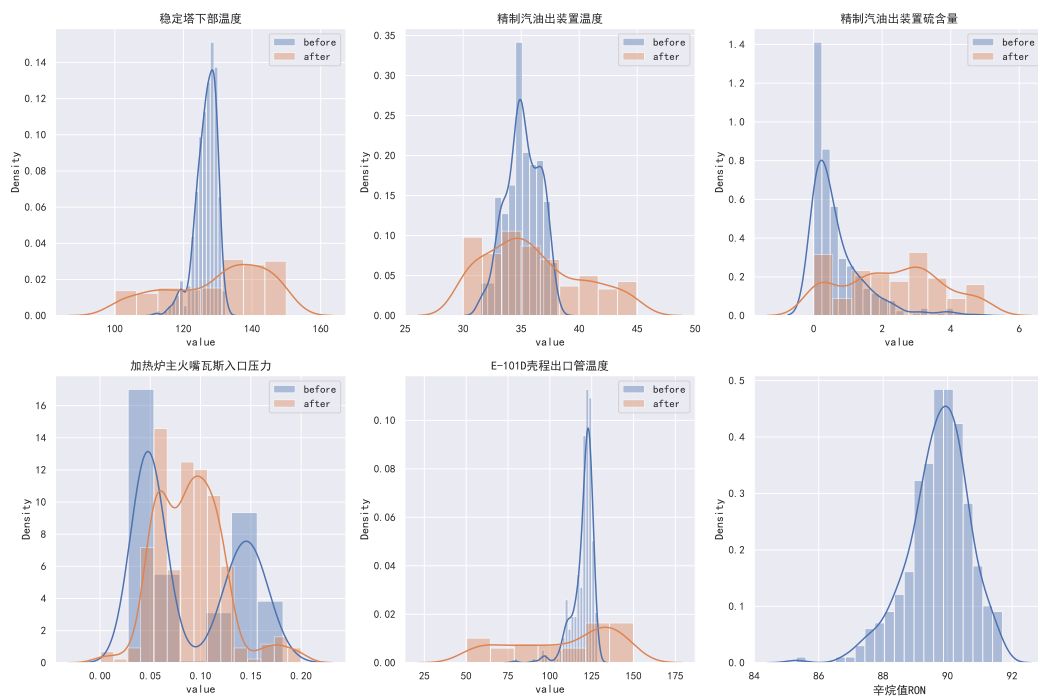 稳定塔下部温度
before
after
0.14
0.12
0.10
0.08
0.06
0.04
0.02
0.00
Density
100
120
140
160
value
精制汽油出装置温度
before
after
0.35
0.30
0.25
0.20
0.15
0.10
0.05
0.00
Density
25
30
35
40
45
50
value
精制汽油出装置硫含量
before
after
1.4
1.2
1.0
0.8
0.6
0.4
0.2
0.0
Density
0
2
4
6
value
加热炉主火嘴瓦斯入口压力
before
after
16
14
12
10
8
6
4
2
0
Density
0.00
0.05
0.10
0.15
0.20
value
E-101D壳程出口管温度
before
after
0.10
0.08
0.06
0.04
0.02
0.00
Density
25
50
75
100
125
150
175
value
0.5
0.4
0.3
0.2
0.1
0.0
Density
84
86
88
90
92
辛烷值RON